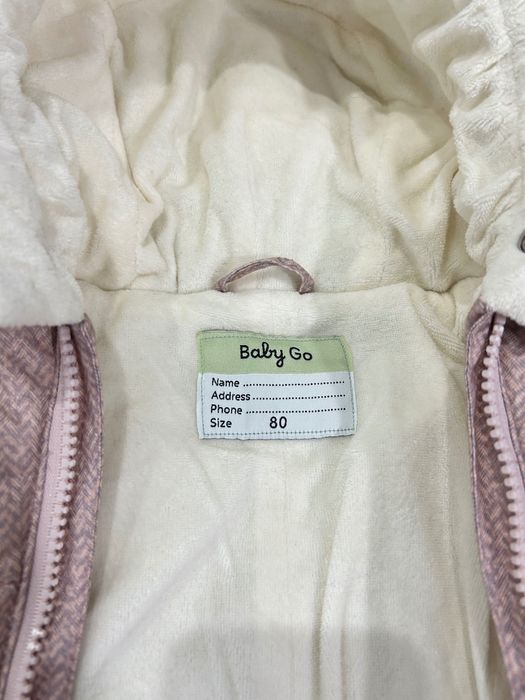 Baby Go
Name ........................
Address ........................
Phone ........................
Size 80